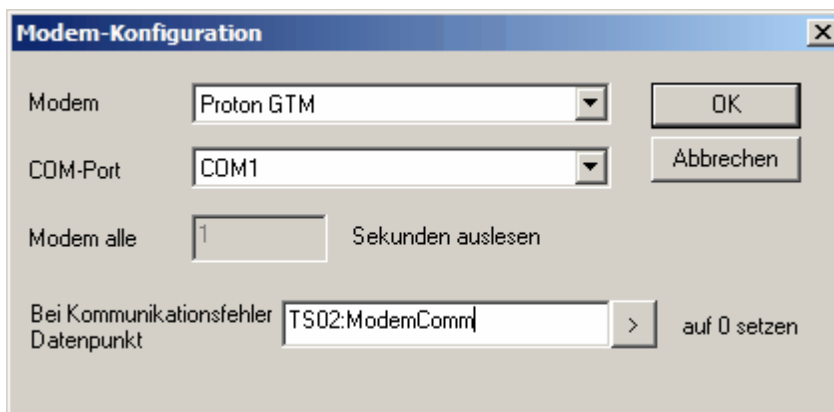 Modem-Konfiguration
Modem Proton GTM OK
COM-Port COM1 Abbrechen
Modem alle 1 Sekunden auslesen
Bei Kommunikationsfehler TS02:ModemComm > auf 0 setzen
Datenpunkt